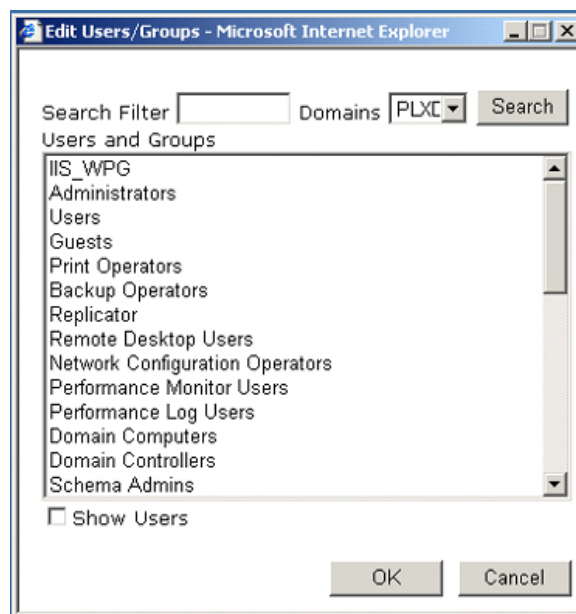 Edit Users/Groups - Microsoft Internet Explorer
Search Filter Domains PLXD Search
Users and Groups
IIS_WPG
Administrators
Users
Guests
Print Operators
Backup Operators
Replicator
Remote Desktop Users
Network Configuration Operators
Performance Monitor Users
Performance Log Users
Domain Computers
Domain Controllers
Schema Admins
Show Users
OK Cancel